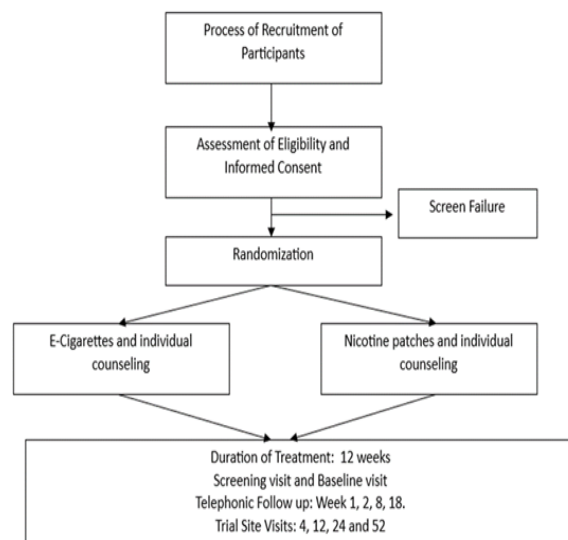 Process of Recruitment of
Participants
Assessment of Eligibility and
Informed Consent
Screen Failure
Randomization
E-Cigarettes and individual
counseling
Nicotine patches and individual
counseling
Duration of Treatment: 12 weeks
Screening visit and Baseline visit
Telephonic Follow up: Week 1, 2, 8, 18.
Trial Site Visits: 4, 12, 24 and 52